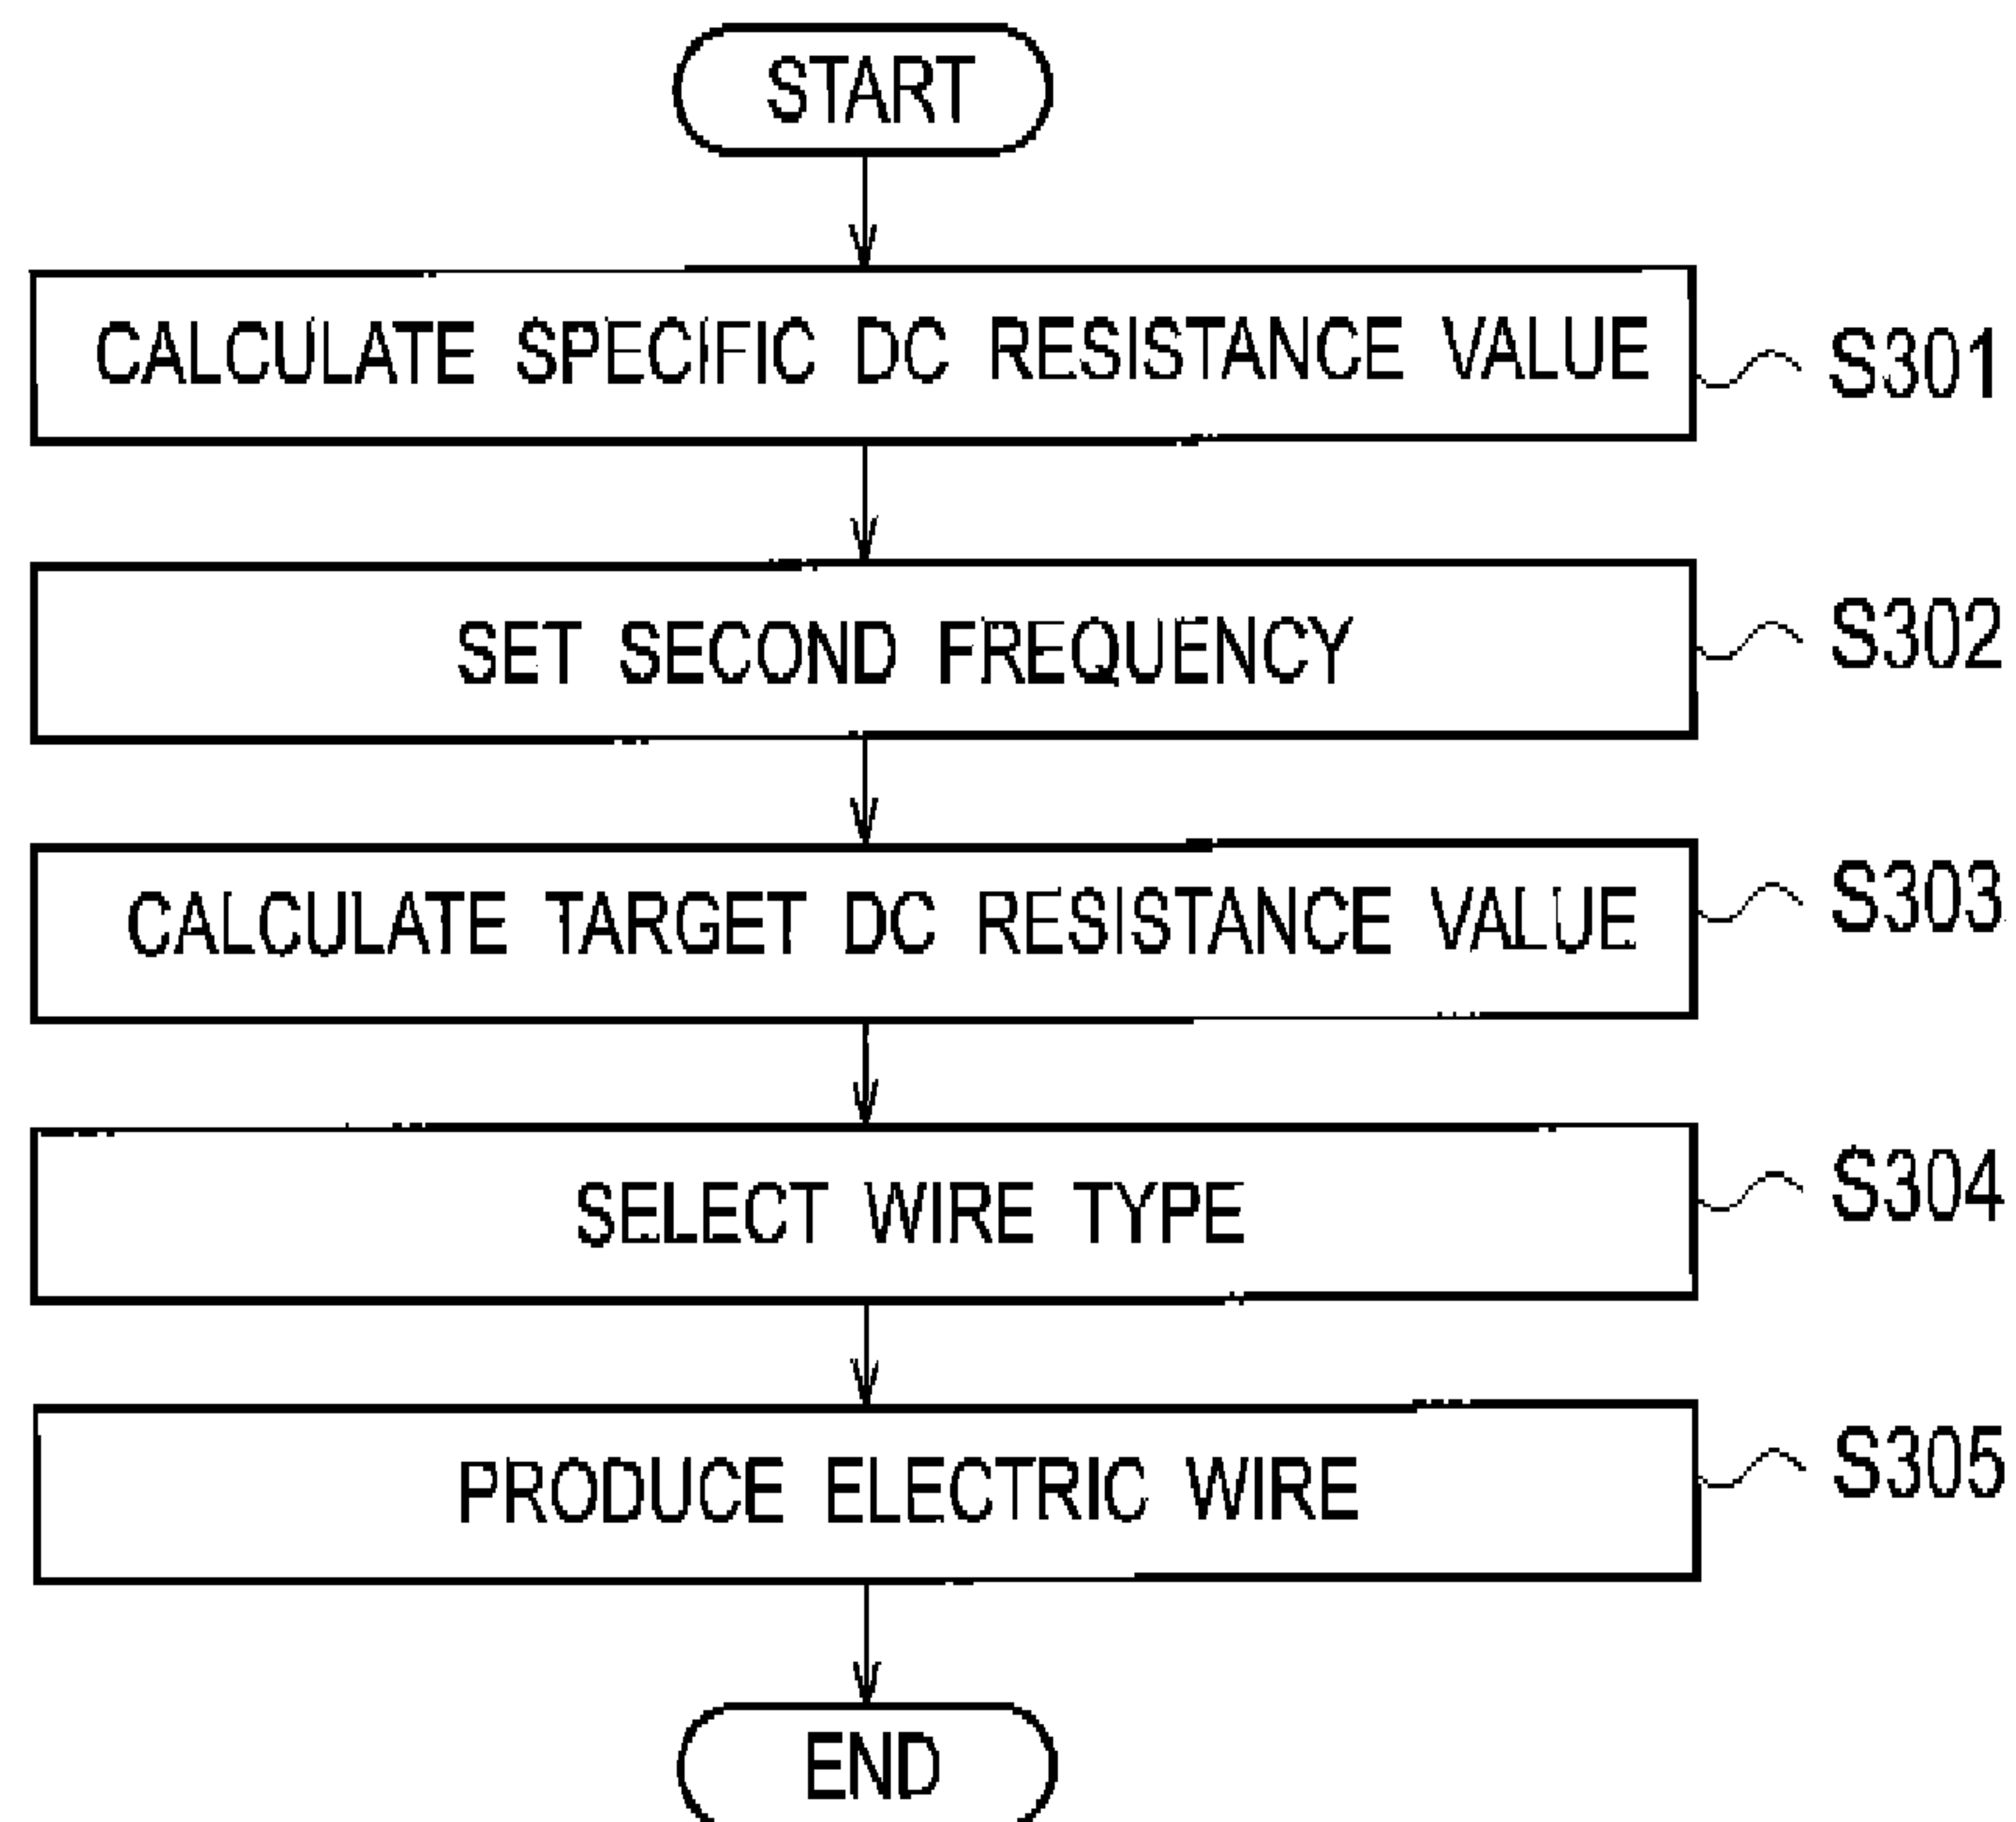 START
CALCULATE SPECIFIC DC RESISTANCE VALUE
S301
SET SECOND FREQUENCY
S302
CALCULATE TARGET DC RESISTANCE VALUE
S303
SELECT WIRE TYPE
S304
PRODUCE ELECTRIC WIRE
S305
END